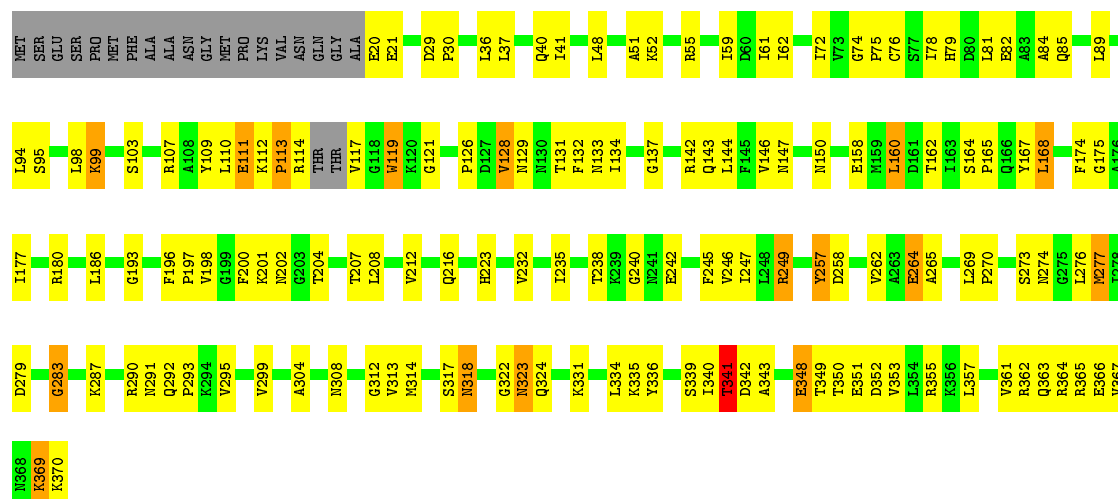 MET SER GLU SER PRO MET PHE ALA ALA ASN GLY MET PRO LYS VAL ASN GLN GLY ALA E20 E21 D29 P30 L36 L37 Q40 I41 L48 A51 K52 R55 I59 D60 I61 I62 I72 V73 G74 P75 C76 S77 I78 H79 D80 L81 E82 A83 A84 Q85 L89
L94 S95 L98 K99 S103 R107 A108 Y109 L110 E111 K112 P113 R114 THR THR V117 G118 W119 K120 G121 P126 D127 V128 N129 N130 T131 F132 N133 I134 G137 R142 Q143 L144 F145 V146 N147 N150 E158 M159 L160 D161 T162 I163 S164 P165 Q166 Y167 L168 F174 G175 A176
I177 R180 L186 G193 F196 P197 V198 G199 F200 K201 N202 G203 T204 T207 L208 V212 Q216 H223 V232 I235 T238 K239 G240 N241 E242 F245 V246 I247 L248 R249 Y257 D258 V262 A263 E264 A265 L269 P270 S273 N274 G275 L276 M277 I278
D279 G283 K287 R290 N291 Q292 P293 K294 V295 V299 A304 N308 G312 V313 M314 S317 N318 G322 N323 Q324 K331 L334 K335 Y336 S339 I340 T341 D342 A343 E348 T349 T350 E351 D352 V353 L354 R355 K356 L357 V361 R362 Q363 R364 R365 E366 V367
N368 K369 K370